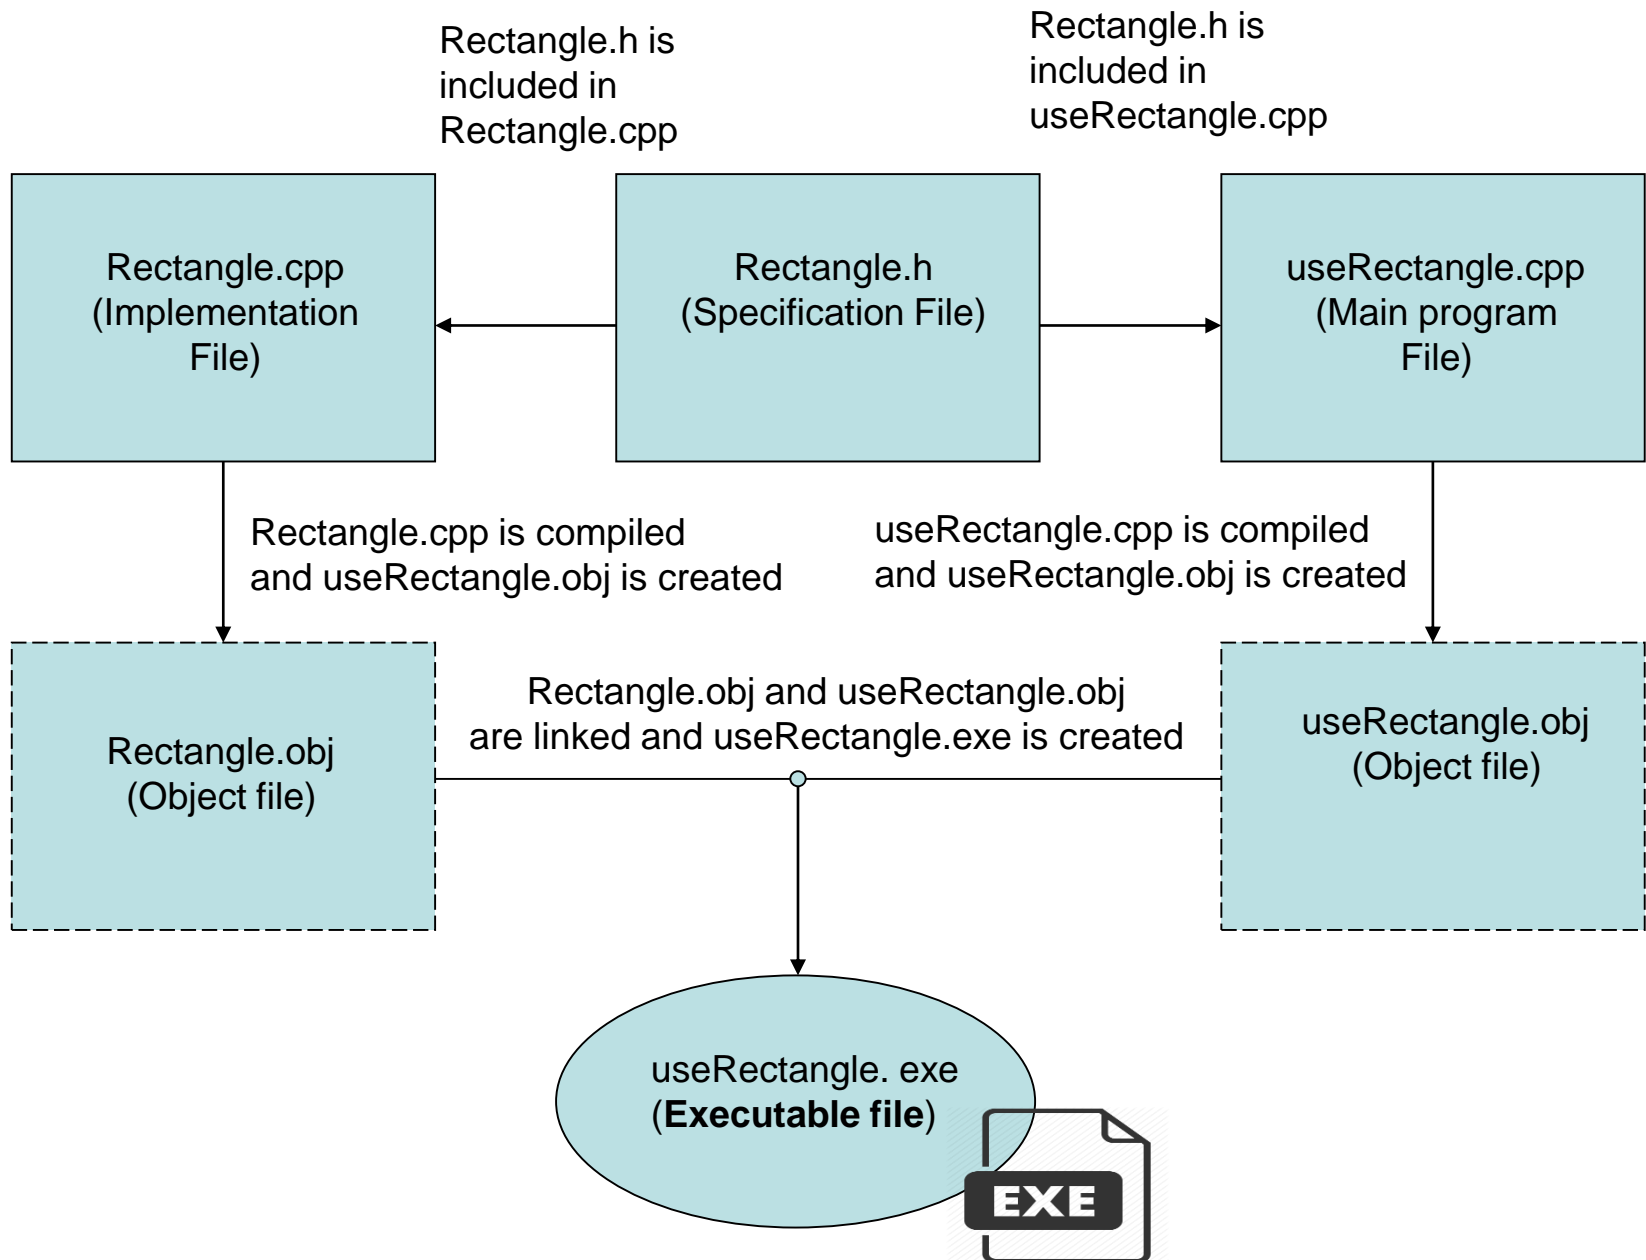 Rectangle.h is
included in
Rectangle.cpp
Rectangle.h is
included in
useRectangle.cpp
Rectangle.cpp
(Implementation
File)
Rectangle.h
(Specification File)
useRectangle.cpp
(Main program
File)
Rectangle.cpp is compiled
and useRectangle.obj is created
useRectangle.cpp is compiled
and useRectangle.obj is created
Rectangle.obj
(Object file)
Rectangle.obj and useRectangle.obj
are linked and useRectangle.exe is created
useRectangle.obj
(Object file)
useRectangle. exe
(Executable file)
EXE